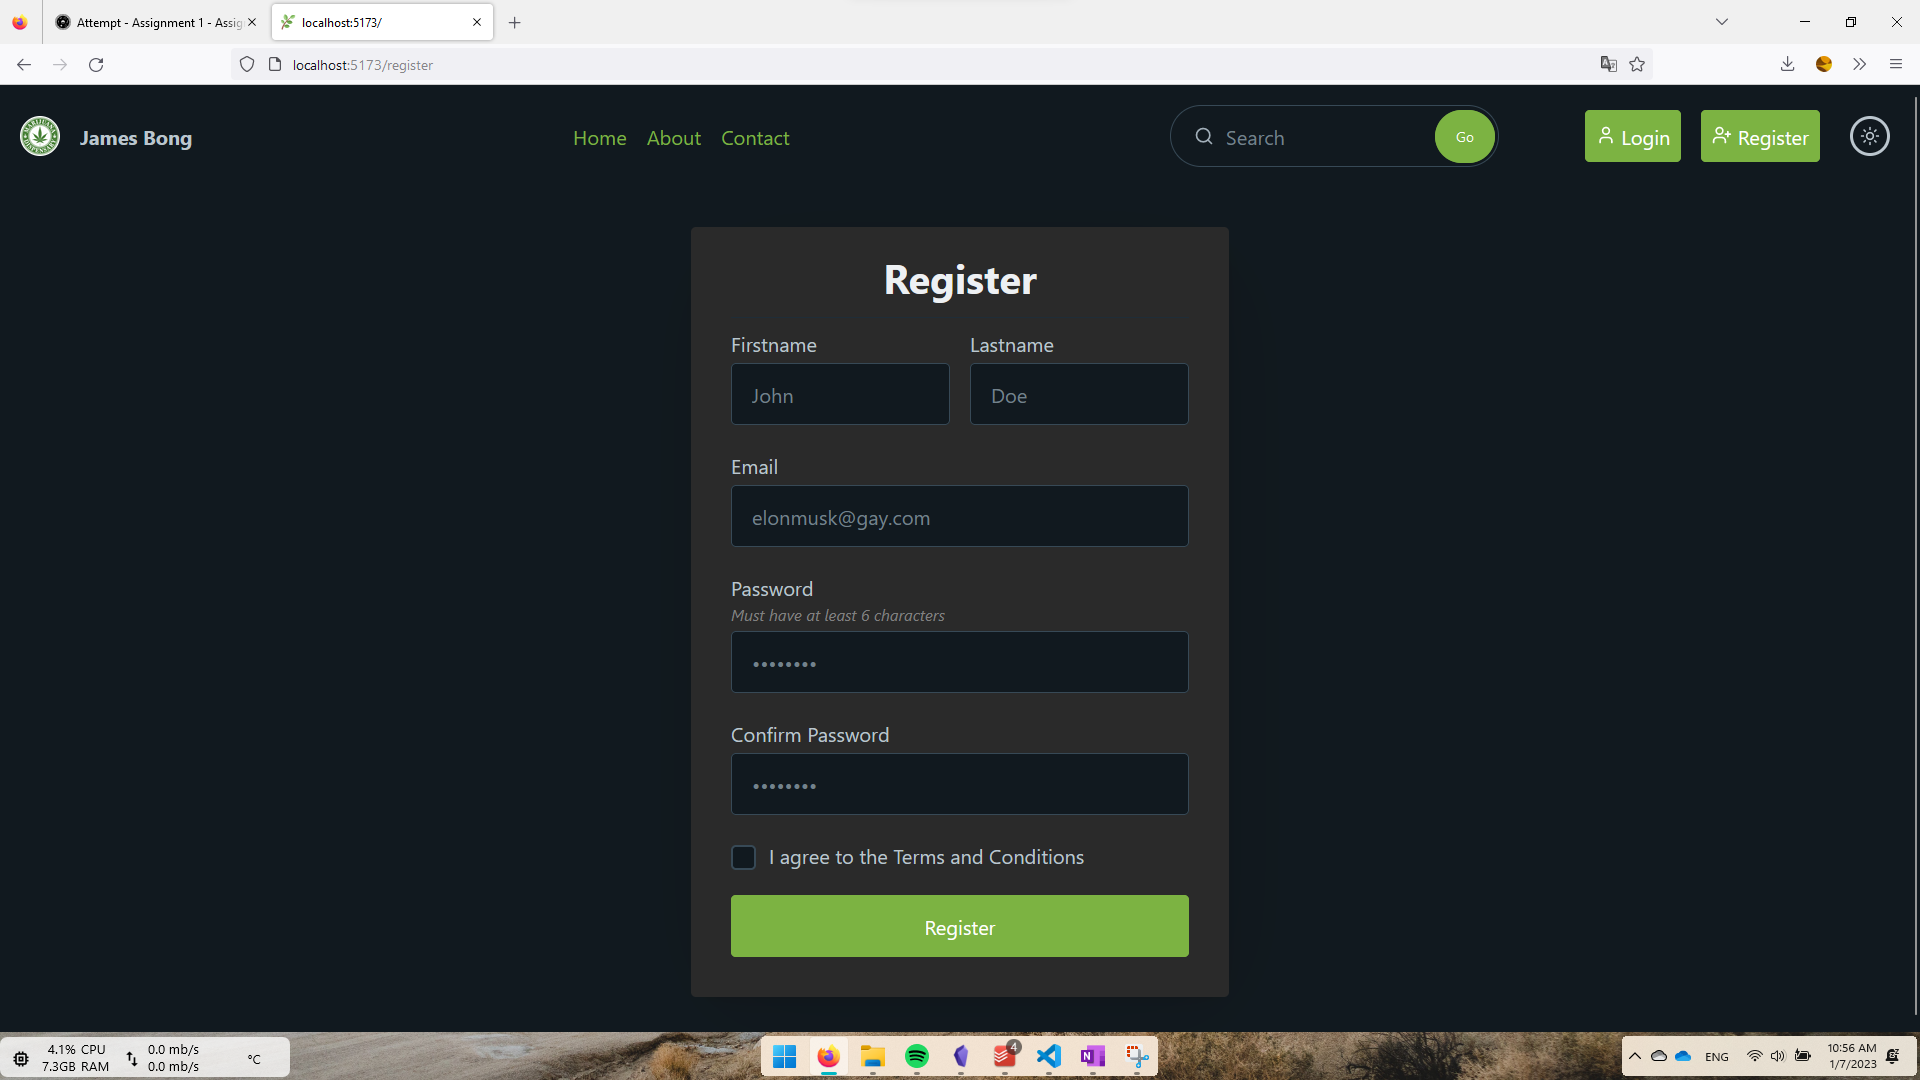 Attempt - Assignment 1 - Assig
localhost:5173/
localhost:5173/register
James Bong
Home
About
Contact
Search
Go
Login
Register
Register
Firstname
Lastname
John
Doe
Email
elonmusk@gay.com
Password
Must have at least 6 characters
••••••••
Confirm Password
••••••••
I agree to the Terms and Conditions
Register
4.1% CPU
7.3GB RAM
0.0 mb/s
0.0 mb/s
°C
4
ENG
10:56 AM
1/7/2023